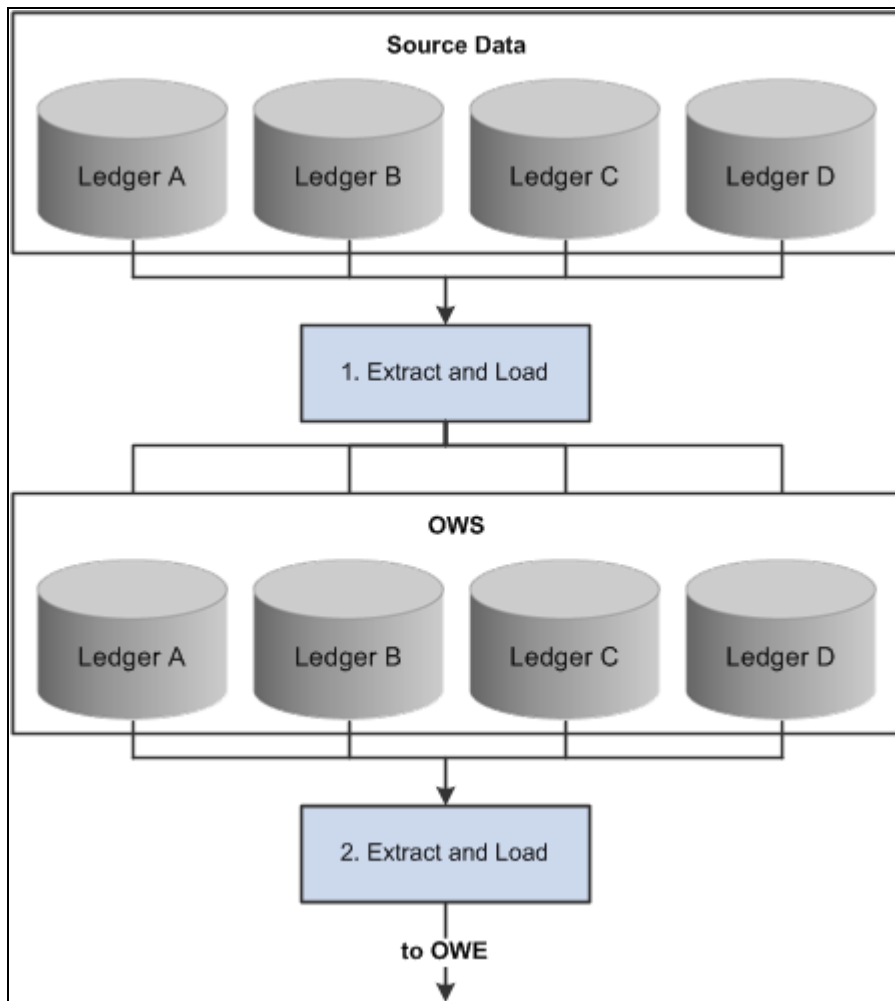 Source Data
Ledger A
Ledger B
Ledger C
Ledger D
1. Extract and Load
OWS
Ledger A
Ledger B
Ledger C
Ledger D
2. Extract and Load
to OWE